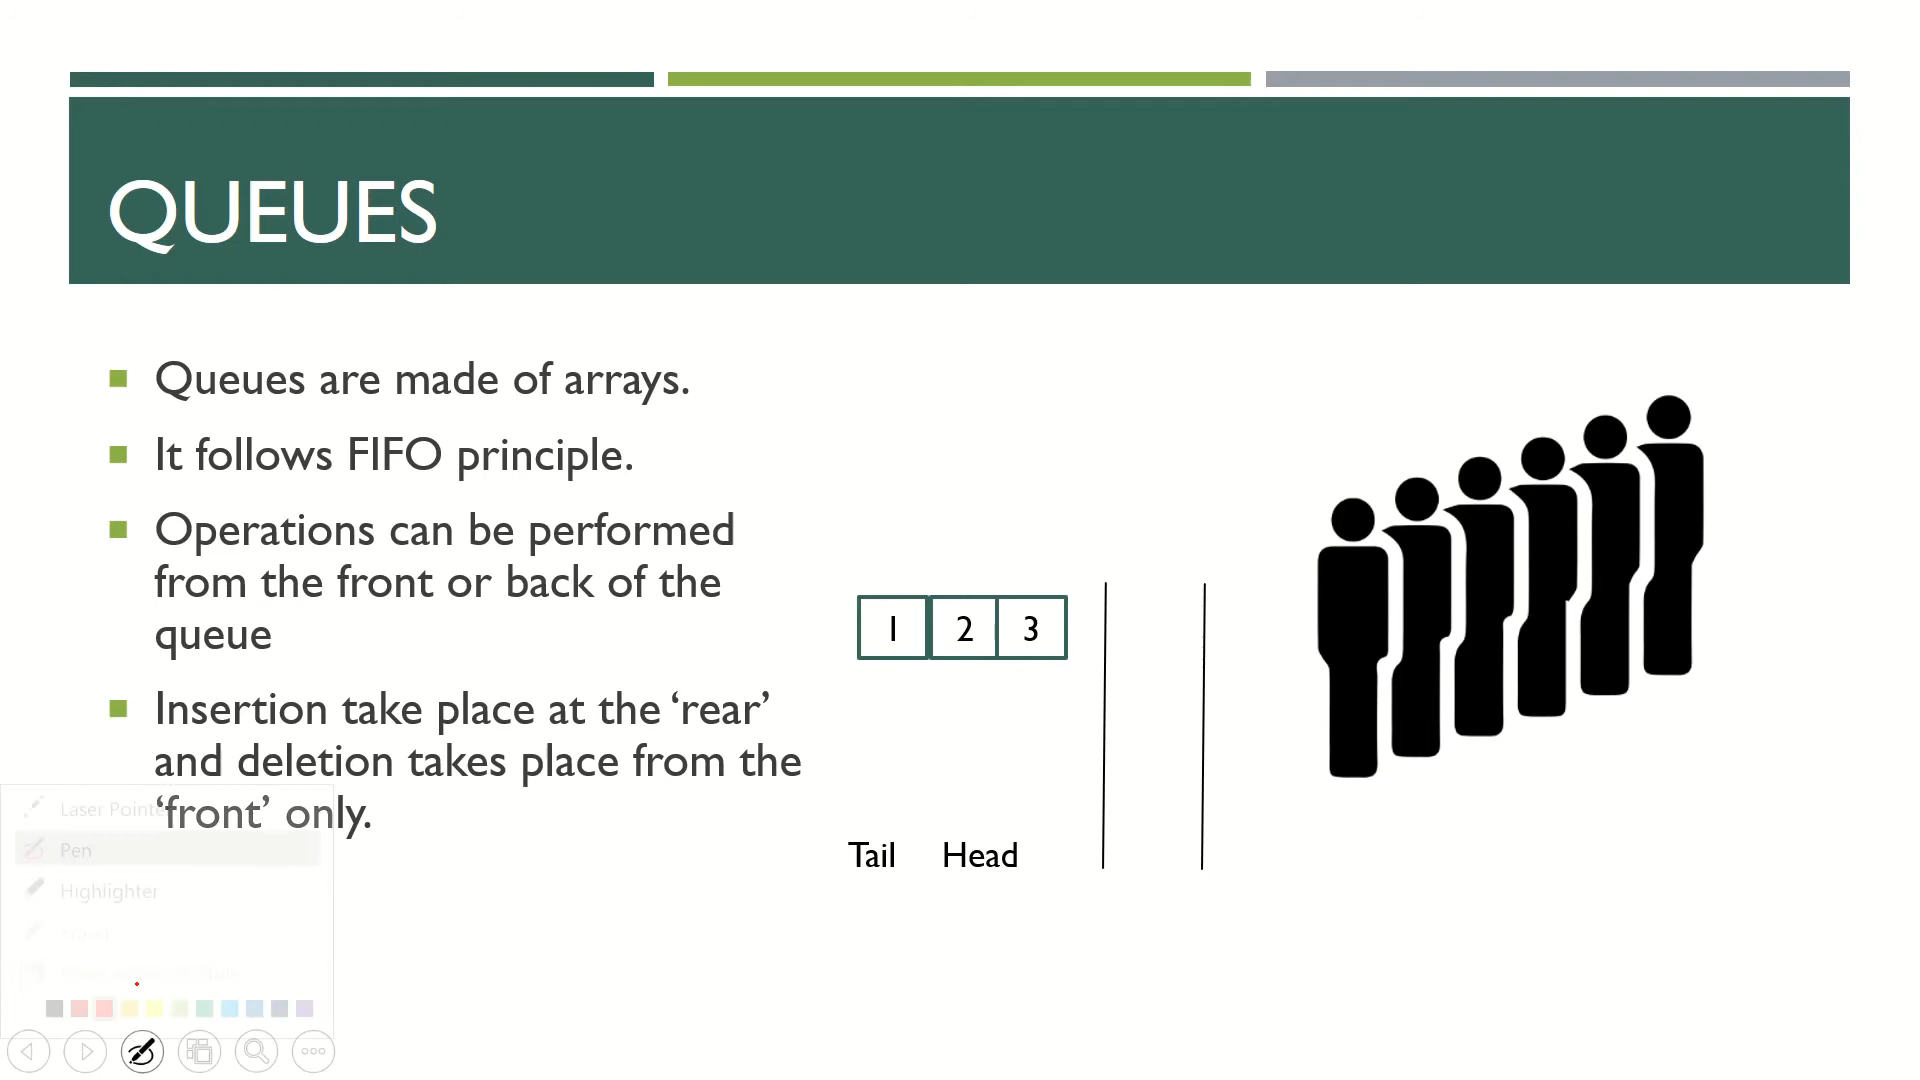 QUEUES
Queues are made of arrays.
It follows FIFO principle.
Operations can be performed
from the front or back of the
queue
Insertion take place at the ‘rear’
and deletion takes place from the
‘front’ only.
1 2 3
Tail Head
Laser Pointer
Pen
Highlighter